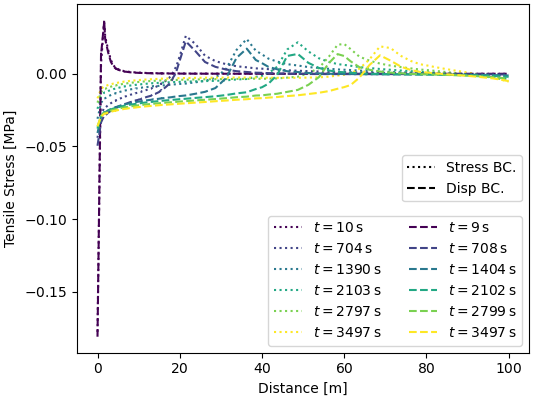 Tensile Stress [MPa]
0.00
−0.05
−0.10
−0.15
Stress BC.
Disp BC.
t = 10 s t = 9 s
t = 704 s t = 708 s
t = 1390 s t = 1404 s
t = 2103 s t = 2102 s
t = 2797 s t = 2799 s
t = 3497 s t = 3497 s
0 20 40 60 80 100
Distance [m]